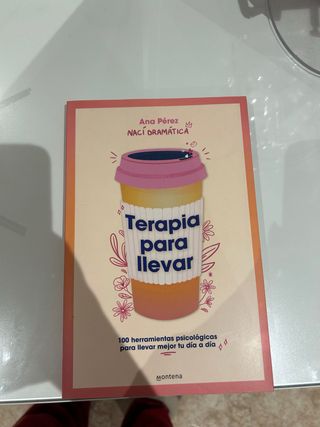 Ana Pérez
NACÍ DRAMÁTICA
Terapia
para
llevar
100 herramientas psicológicas
para llevar mejor tu día a día
montena